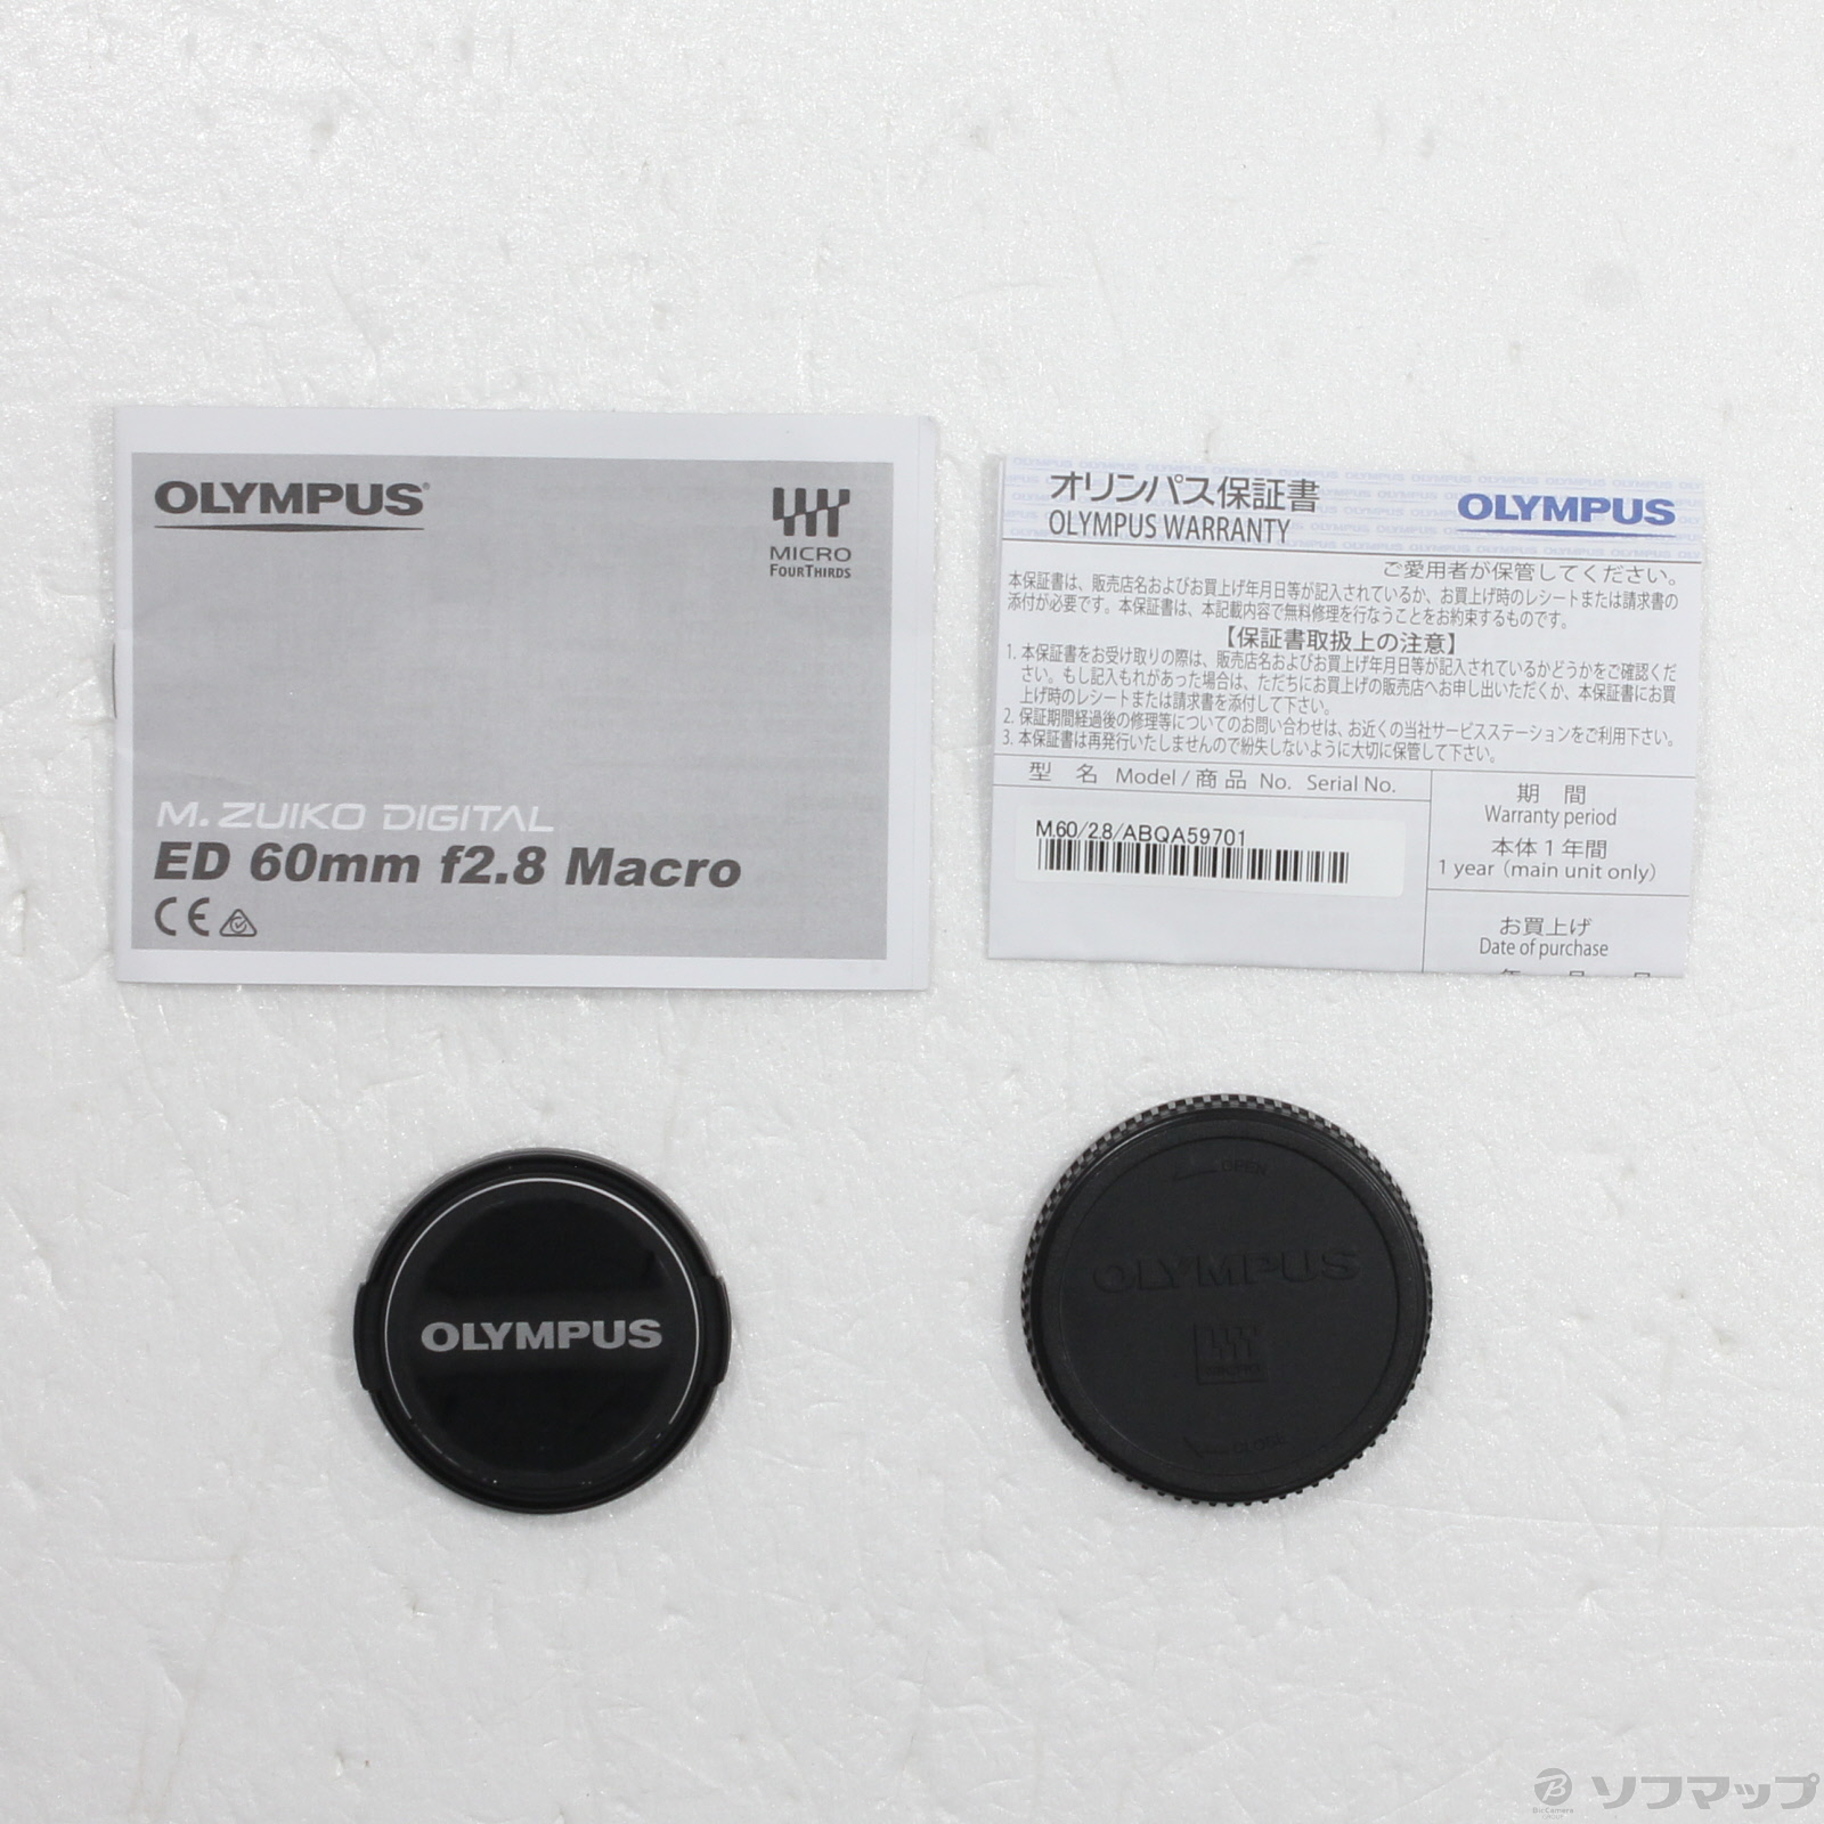 OLYMPUS®
MICRO
FOURTHIRDS
M.ZUIKO DIGITAL
ED 60mm f2.8 Macro
CE
オリンパス保証書
OLYMPUS WARRANTY
OLYMPUS
ご愛用者が保管してください。
本保証書は、販売店名およびお買上げ年月日等が記入されているか、お買上げ時のレシートまたは請求書の
添付が必要です。本保証書は、本記載内容で無料修理を行なうことをお約束するものです。
【保証書取扱上の注意】
1. 本保証書をお受け取りの際は、販売店名およびお買上げ年月日等が記入されているかどうかをご確認くだ
さい。もし記入もれがあった場合は、ただちにお買上げの販売店へお申し出いただくか、本保証書にお買
上げ時のレシートまたは請求書を添付して下さい。
2. 保証期間経過後の修理等についてのお問い合わせは、お近くの当社サービスステーションをご利用下さい。
3. 本保証書は再発行いたしませんので紛失しないように大切に保管して下さい。
型 名 Model / 商品 No. Serial No.
M.60/2.8/ABQA59701
期 間
Warranty period
本体1年間
1 year (main unit only)
お買上げ
Date of purchase
年 月 日
OLYMPUS
OPEN
OLYMPUS
CLOSE
BicCamera
GROUP
ソフマップ